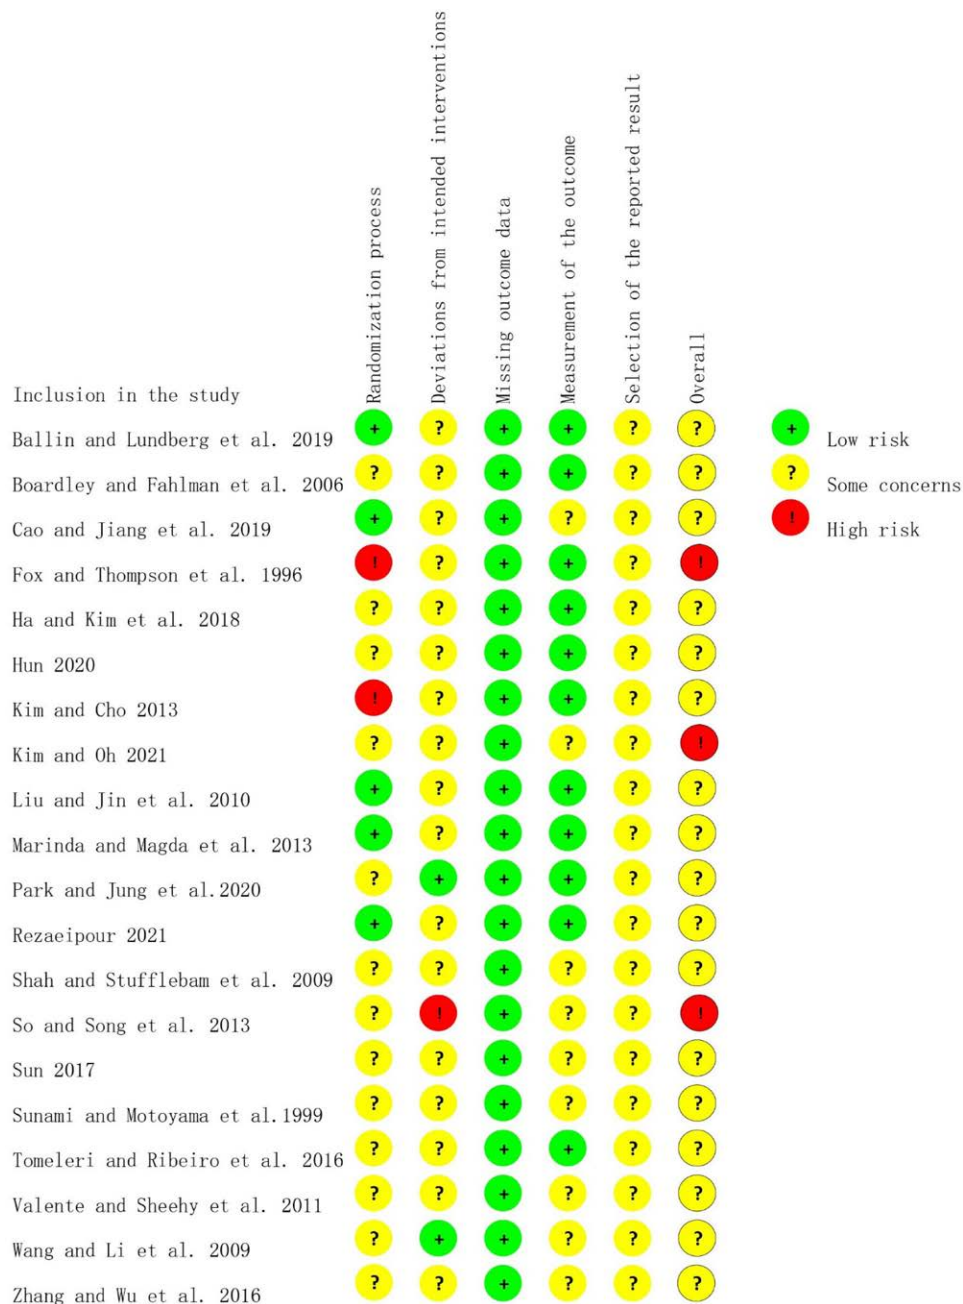 Randomization process
Deviations from intended interventions
Missing outcome data
Measurement of the outcome
Selection of the reported result
Overall
Inclusion in the study
Ballin and Lundberg et al. 2019 + ? + + ? ? + Low risk
Boardley and Fahlman et al. 2006 ? ? + + ? ? ? Some concerns
Cao and Jiang et al. 2019 + ? + ? ? ? ! High risk
Fox and Thompson et al. 1996 ! ? + + ? !
Ha and Kim et al. 2018 ? ? + + ? ?
Hun 2020 ? ? + + ? ?
Kim and Cho 2013 ! ? + + ? ?
Kim and Oh 2021 ? ? + ? ? !
Liu and Jin et al. 2010 + ? + + ? ?
Marinda and Magda et al. 2013 + ? + + ? ?
Park and Jung et al.2020 ? + + + ? ?
Rezaeipour 2021 + ? + + ? ?
Shah and Stufflebam et al. 2009 ? ? + ? ? ?
So and Song et al. 2013 ? ! + ? ? !
Sun 2017 ? ? + ? ? ?
Sunami and Motoyama et al.1999 ? ? + ? ? ?
Tomeleri and Ribeiro et al. 2016 ? ? + + ? ?
Valente and Sheehy et al. 2011 ? ? + ? ? ?
Wang and Li et al. 2009 ? + + ? ? ?
Zhang and Wu et al. 2016 ? ? + ? ? ?